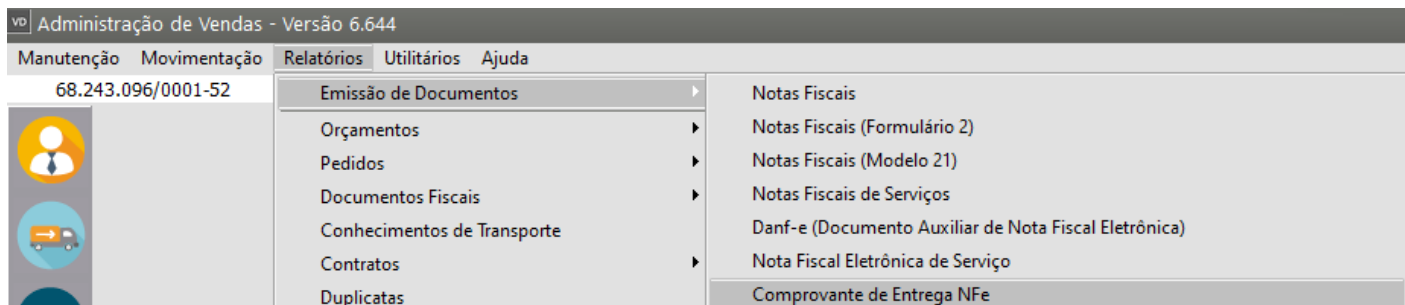 VD Administração de Vendas - Versão 6.644
Manutenção Movimentação Relatórios Utilitários Ajuda
68.243.096/0001-52
Emissão de Documentos
Orçamentos
Pedidos
Documentos Fiscais
Conhecimentos de Transporte
Contratos
Duplicatas
Notas Fiscais
Notas Fiscais (Formulário 2)
Notas Fiscais (Modelo 21)
Notas Fiscais de Serviços
Danf-e (Documento Auxiliar de Nota Fiscal Eletrônica)
Nota Fiscal Eletrônica de Serviço
Comprovante de Entrega NFe